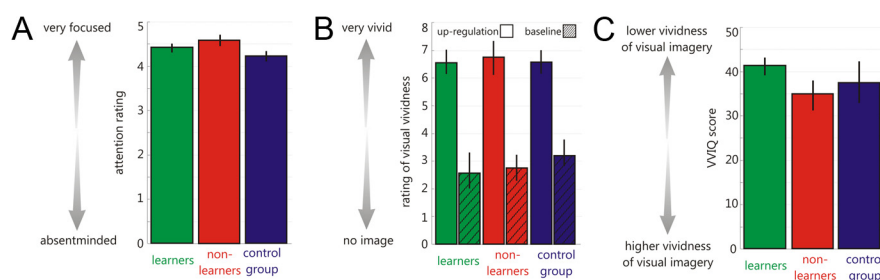 A
very focused
absentminded
attention rating
5
4
3
2
1
0
learners
non-
learners
control
group
B
very vivid
no image
rating of visual vividness
8
7
6
5
4
3
2
1
0
up-regulation
baseline
learners
non-
learners
control
group
C
lower vividness
of visual imagery
higher vividness
of visual imagery
VVIQ score
50
40
30
20
10
0
learners
non-
learners
control
group